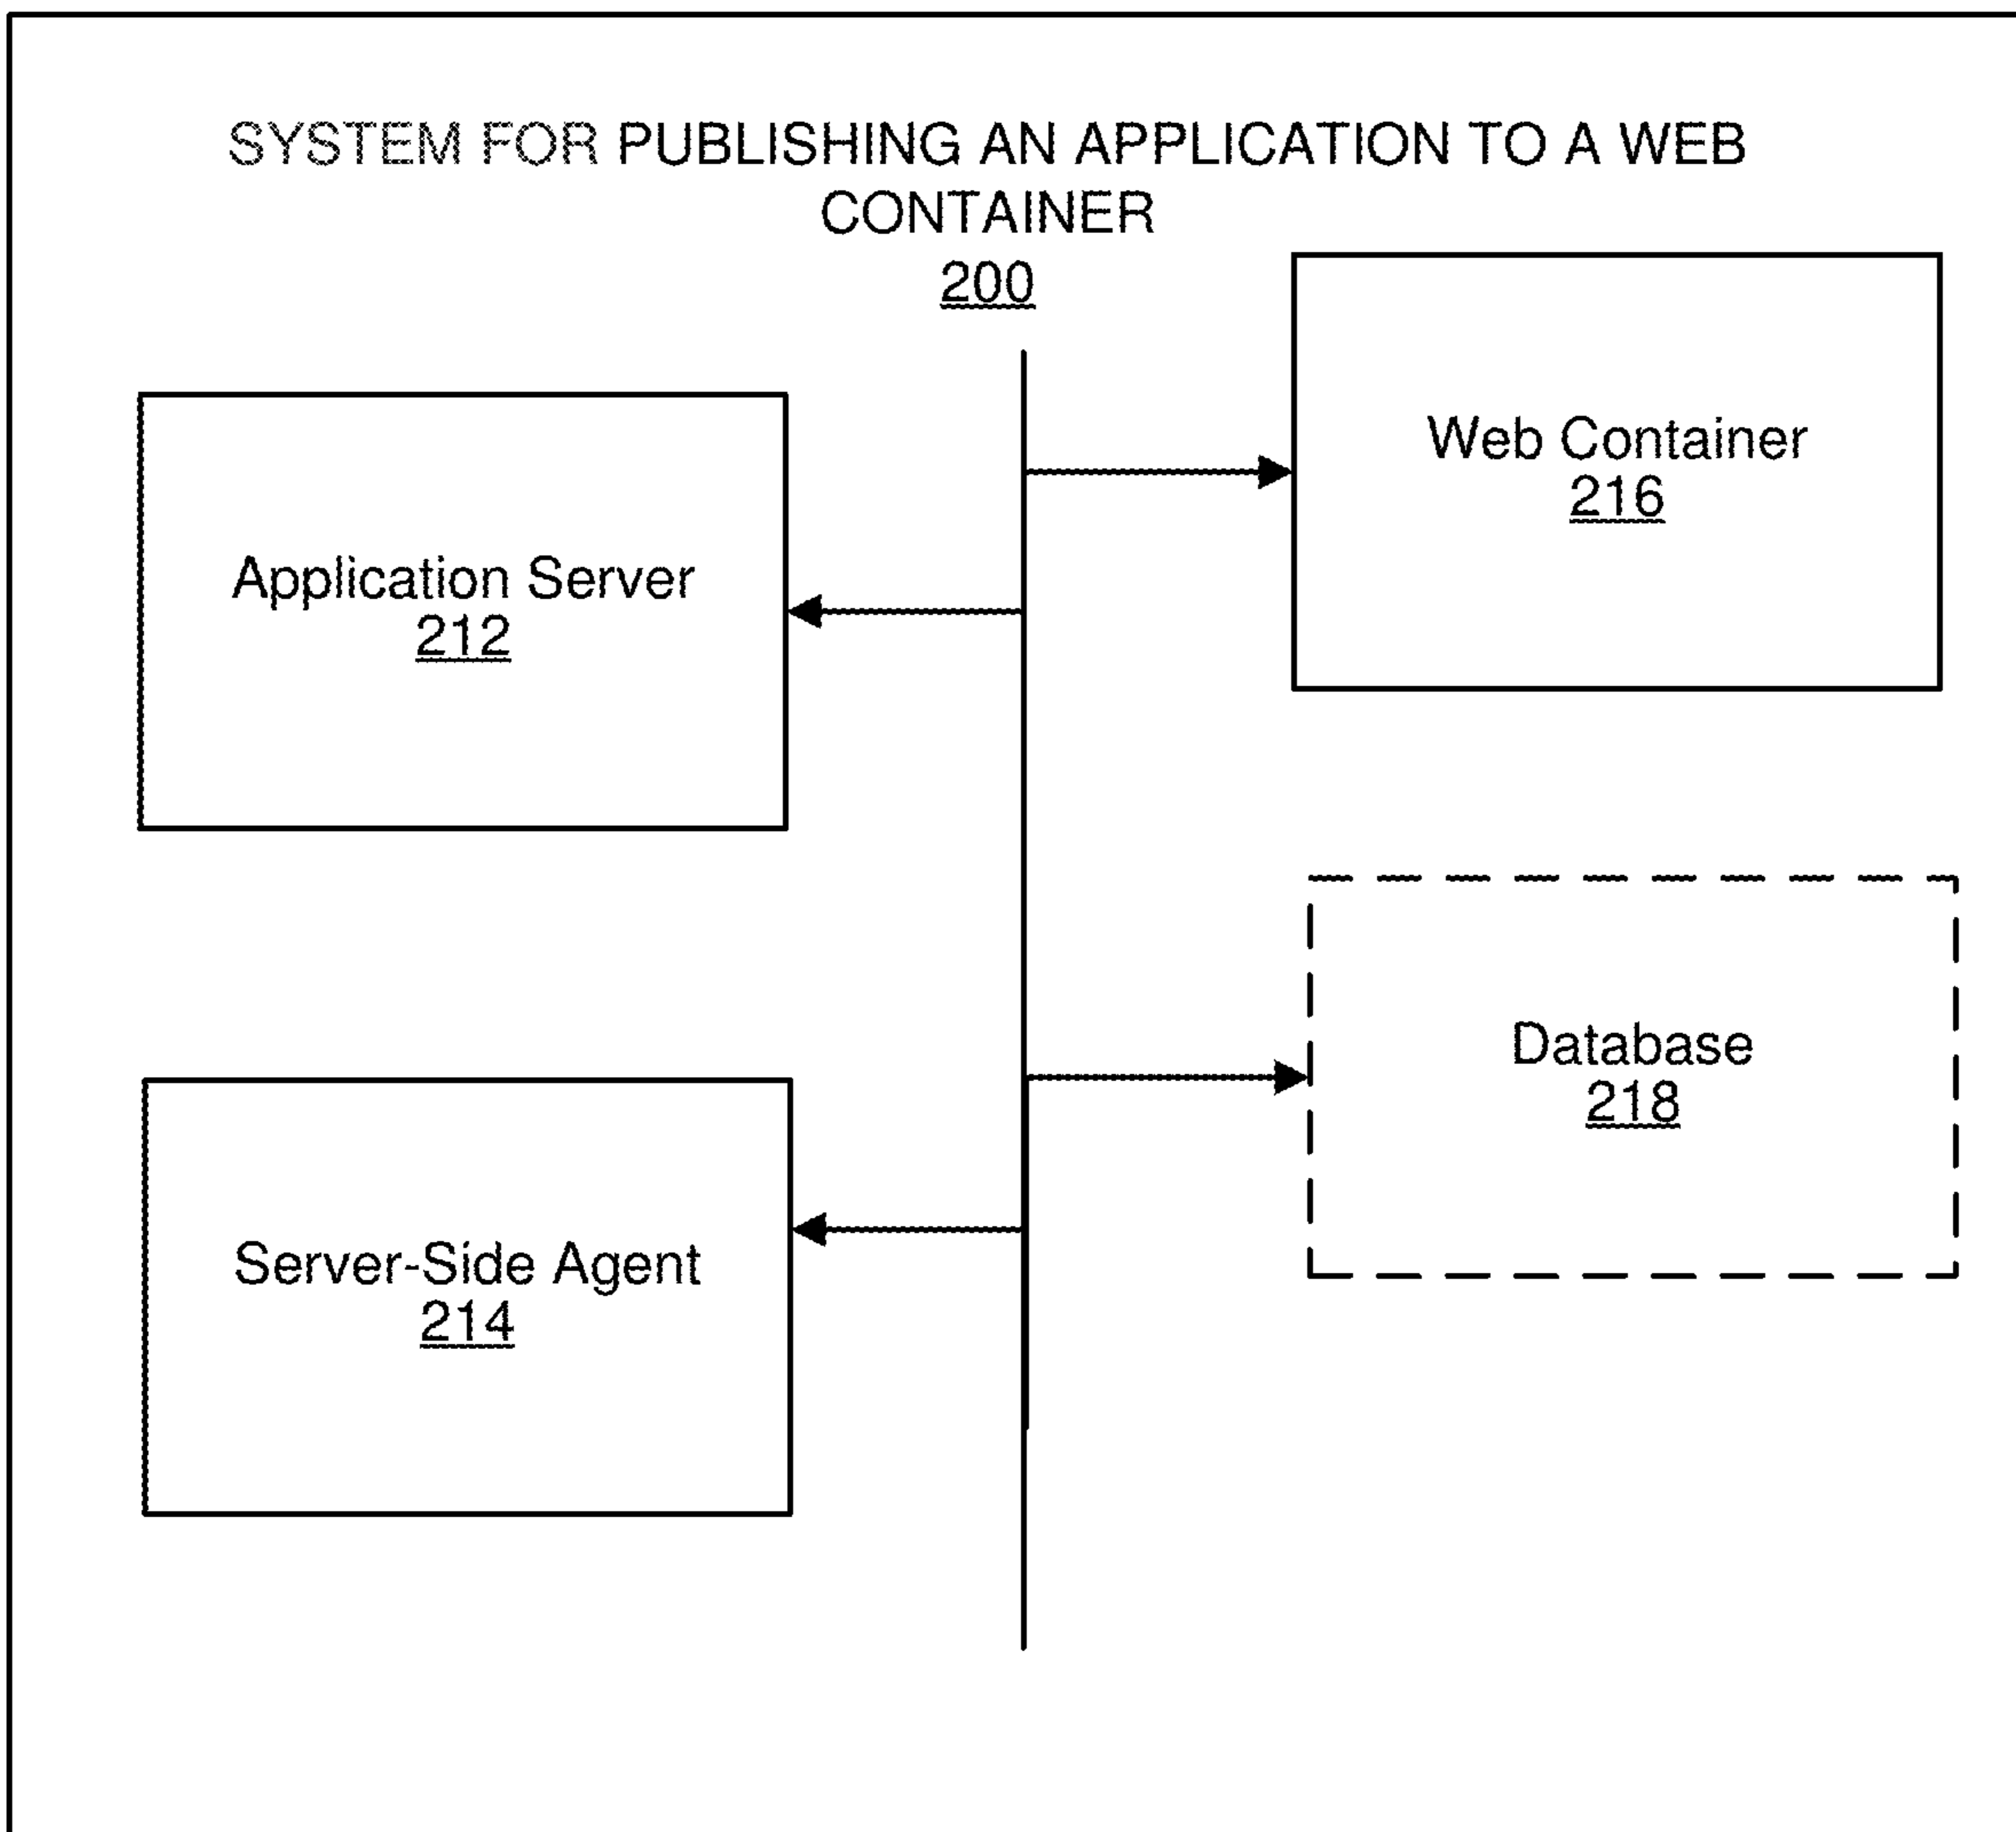 SYSTEM FOR PUBLISHING AN APPLICATION TO A WEB
CONTAINER
200
Web Container
216
Application Server
212
Database
218
Server-Side Agent
214